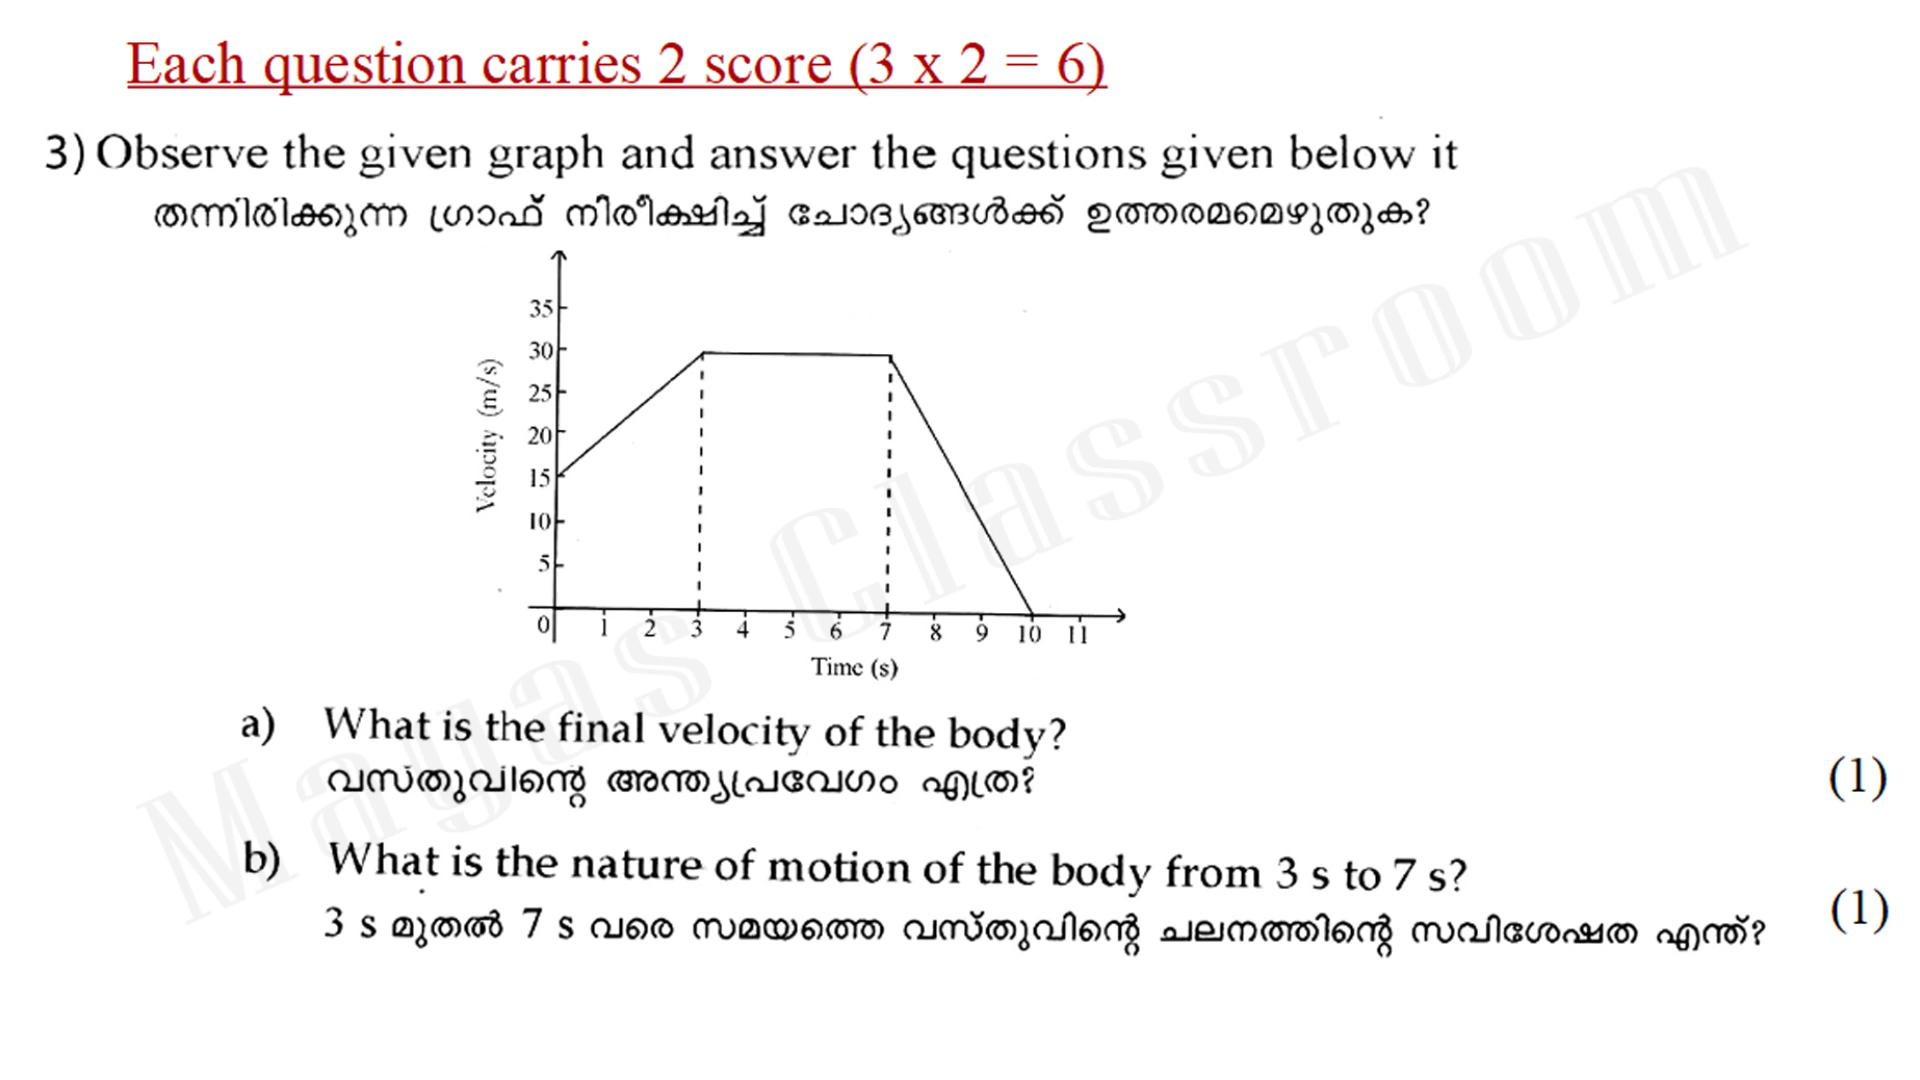 Each question carries 2 score (3 x 2 = 6)
3) Observe the given graph and answer the questions given below it
തന്നിരിക്കുന്ന ഗ്രാഫ് നിരീക്ഷിച്ച് ചോദ്യങ്ങൾക്ക് ഉത്തരമമെഴുതുക?
35
30
25
20
15
10
5
Velocity (m/s)
0 1 2 3 4 5 6 7 8 9 10 11
Time (s)
a) What is the final velocity of the body?
വസ്തുവിന്റെ അന്ത്യപ്രവേഗം എത്ര?
(1)
b) What is the nature of motion of the body from 3 s to 7 s?
3 s മുതൽ 7 s വരെ സമയത്തെ വസ്തുവിന്റെ ചലനത്തിന്റെ സവിശേഷത എന്ത്?
(1)
Magas Classroom